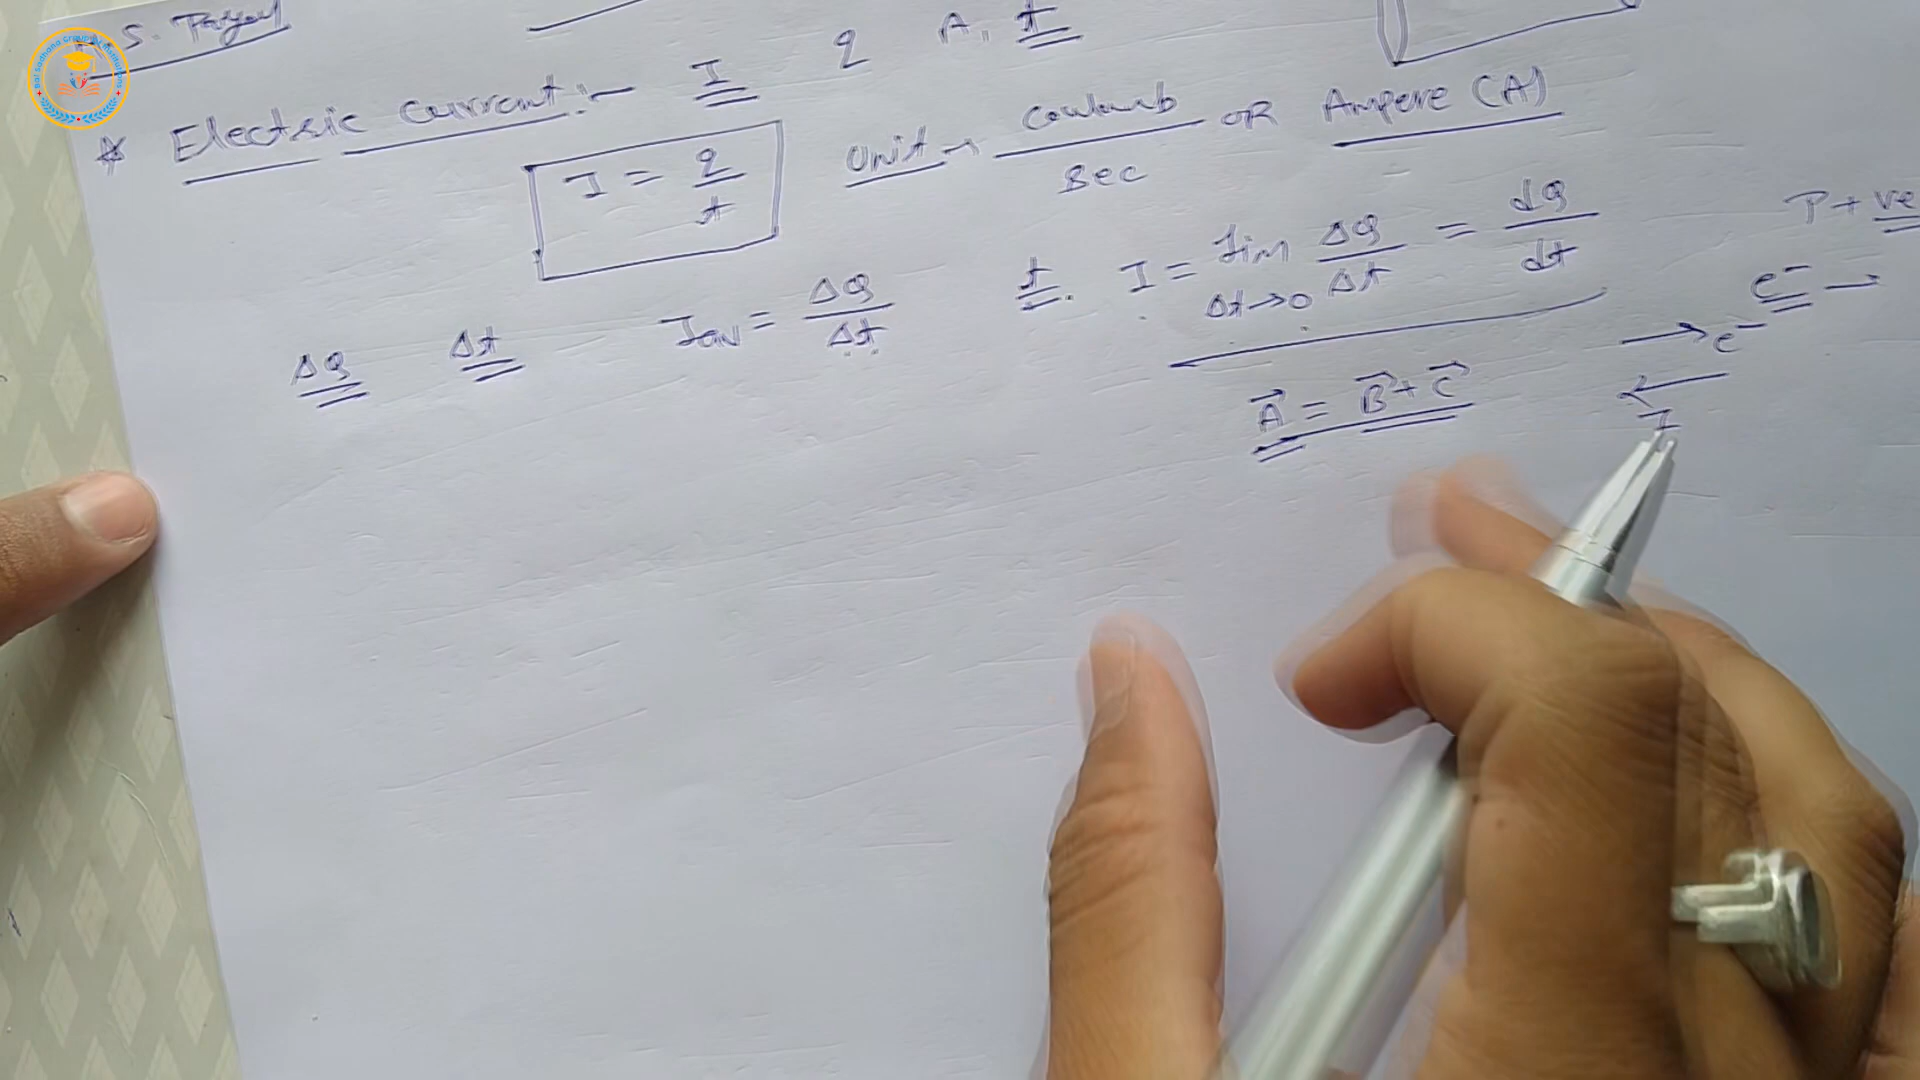 S. Payal
q A, t
* Electric current :- I
I = q/t Unit → Coulomb/Sec OR Ampere (A)
P + ve
ΔQ Δt Iav = ΔQ/Δt t. I = lim Δt→0 ΔQ/Δt = dQ/dt
e⁻ →
→ e⁻
A⃗ = B⃗ + C⃗
← I